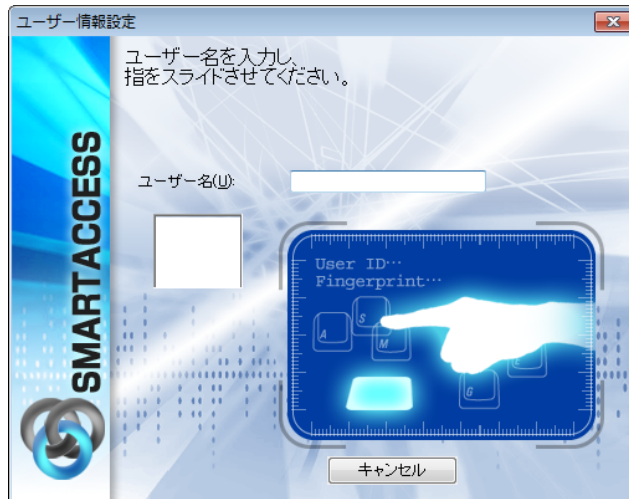 ユーザー情報設定
ユーザー名を入力し、
指をスライドさせてください。
SMARTACCESS
ユーザー名(U):
User ID…
Fingerprint…
S
A
M
G
キャンセル